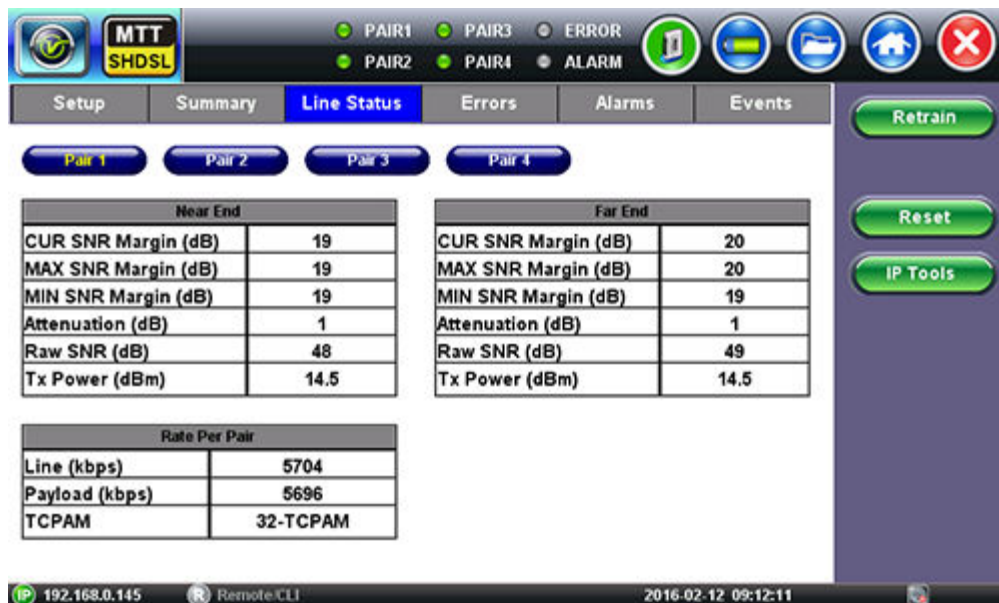 MTT
SHDSL
PAIR1 PAIR3 ERROR
PAIR2 PAIR4 ALARM
Setup Summary Line Status Errors Alarms Events
Retrain
Pair 1 Pair 2 Pair 3 Pair 4
Reset
IP Tools
Near End
CUR SNR Margin (dB) 19
MAX SNR Margin (dB) 19
MIN SNR Margin (dB) 19
Attenuation (dB) 1
Raw SNR (dB) 48
Tx Power (dBm) 14.5
Far End
CUR SNR Margin (dB) 20
MAX SNR Margin (dB) 20
MIN SNR Margin (dB) 19
Attenuation (dB) 1
Raw SNR (dB) 49
Tx Power (dBm) 14.5
Rate Per Pair
Line (kbps) 5704
Payload (kbps) 5696
TCPAM 32-TCPAM
IP 192.168.0.145 R Remote/CLI 2016-02-12 09:12:11